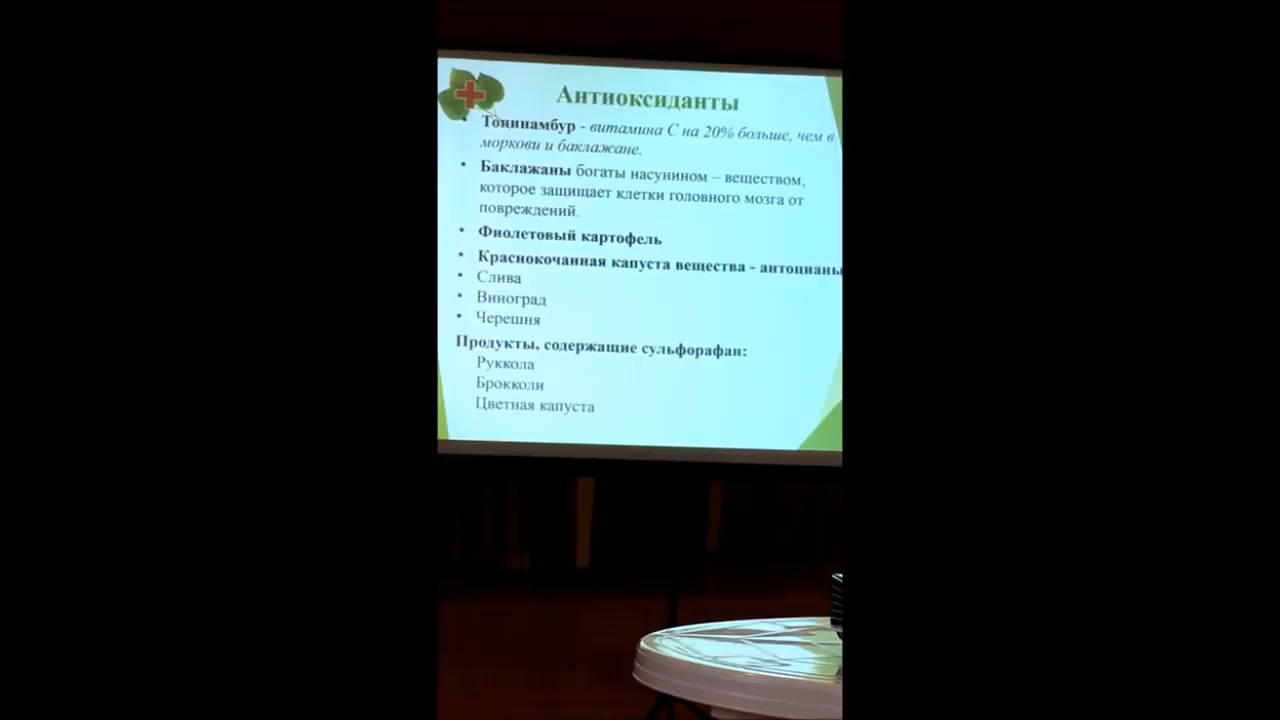 Антиоксиданты
• Топинамбур - витамина С на 20% больше, чем в
моркови и баклажане.
• Баклажаны богаты насунином – веществом,
которое защищает клетки головного мозга от
повреждений.
• Фиолетовый картофель
• Краснокочанная капуста вещества - антоцианы
• Слива
• Виноград
• Черешня
Продукты, содержащие сульфорафан:
Руккола
Брокколи
Цветная капуста